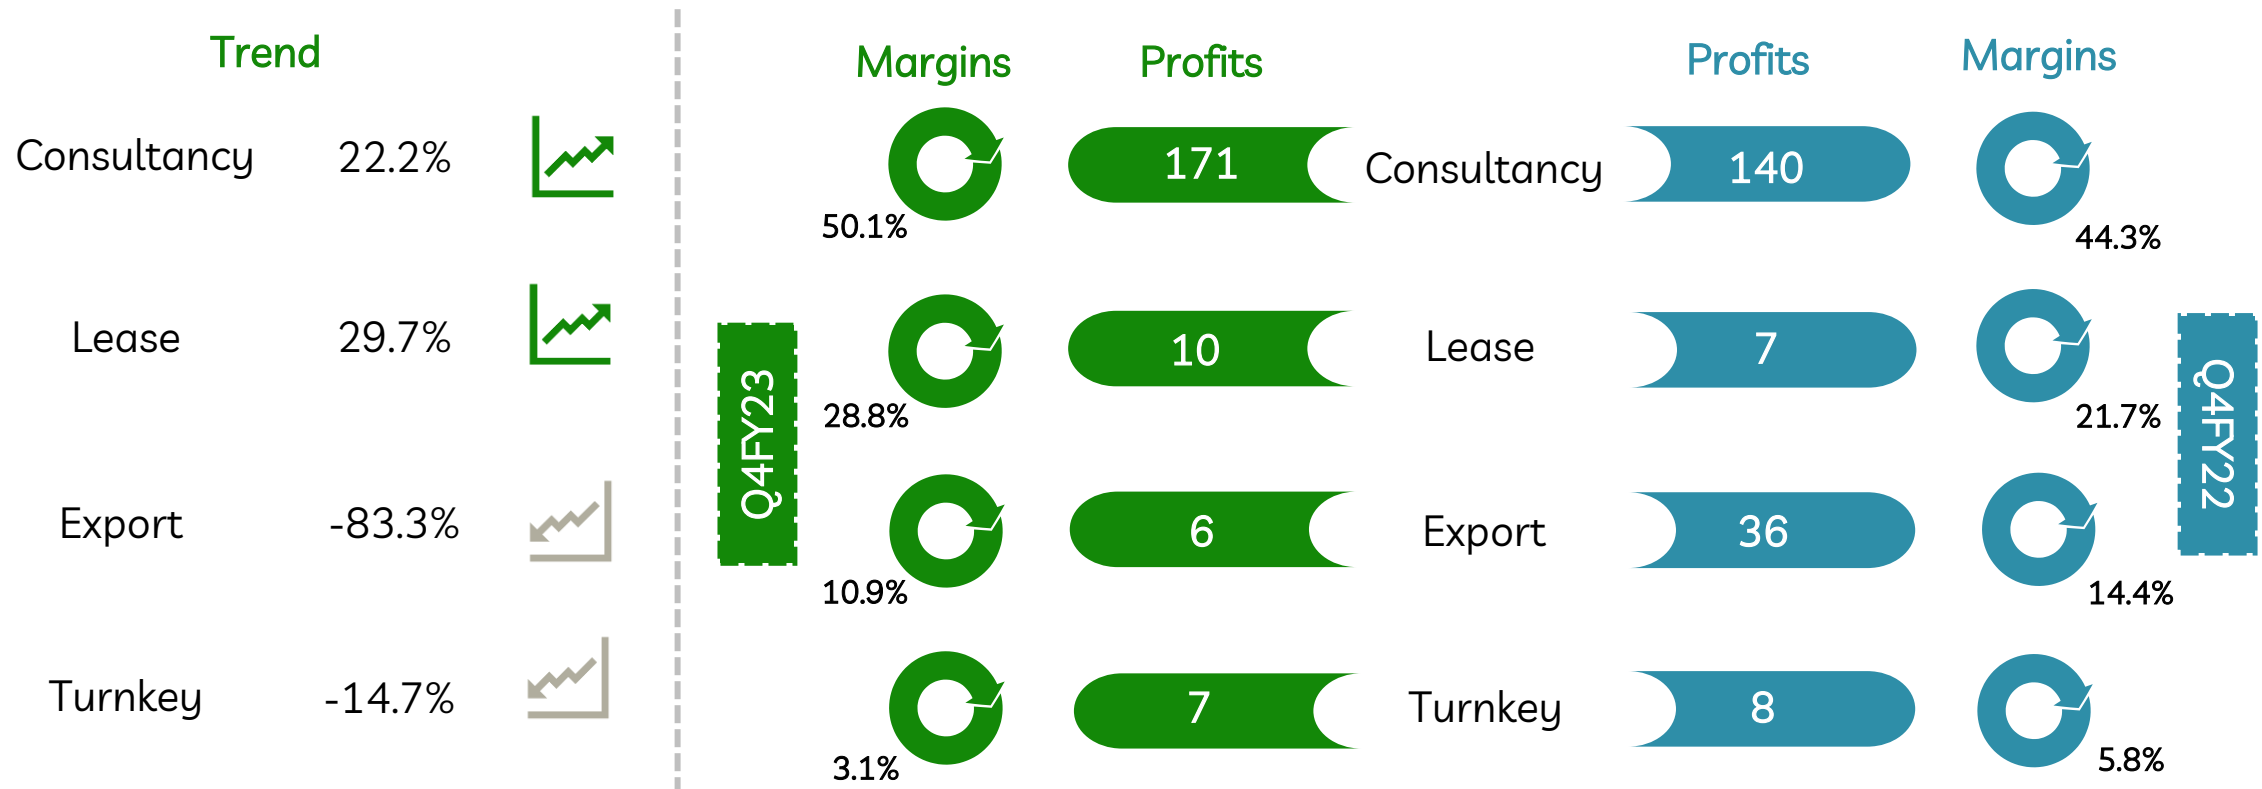 Trend
Consultancy 22.2%
Lease 29.7%
Export -83.3%
Turnkey -14.7%
Q4FY23
Margins Profits Profits Margins
50.1% 171 Consultancy 140 44.3%
28.8% 10 Lease 7 21.7%
10.9% 6 Export 36 14.4%
3.1% 7 Turnkey 8 5.8%
Q4FY22